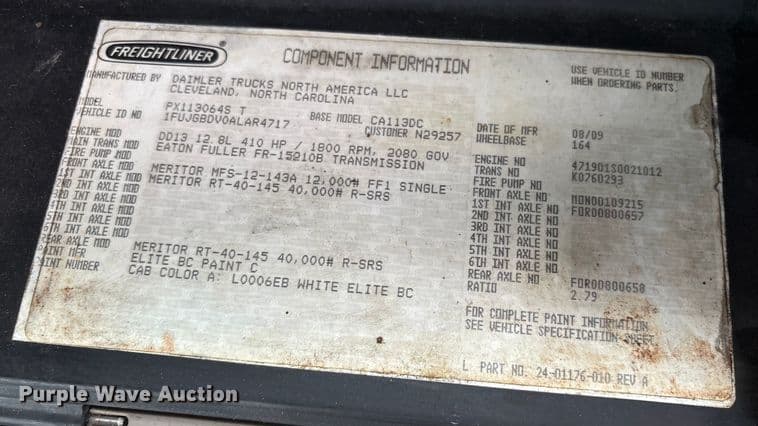 FREIGHTLINER
COMPONENT INFORMATION
USE VEHICLE ID NUMBER
WHEN ORDERING PARTS.
MANUFACTURED BY DAIMLER TRUCKS NORTH AMERICA LLC
CLEVELAND, NORTH CAROLINA
MODEL PX113064S T BASE MODEL CA113DC
VEHICLE ID NO 1FUJGBDV0ALAR4717 CUSTOMER N29257
DATE OF MFR 08/09
WHEELBASE 164
ENGINE MOD DD13 12.8L 410 HP / 1800 RPM, 2080 GOV
MAIN TRANS MOD EATON FULLER FR-15210B TRANSMISSION
FIRE PUMP MOD
FRONT AXLE MOD MERITOR MFS-12-143A 12,000# FF1 SINGLE
1ST INT AXLE MOD MERITOR RT-40-145 40,000# R-SRS
2ND INT AXLE MOD
3RD INT AXLE MOD
4TH INT AXLE MOD
5TH INT AXLE MOD
6TH INT AXLE MOD
REAR AXLE MOD MERITOR RT-40-145 40,000# R-SRS
PAINT MFR ELITE BC PAINT C
PAINT NUMBER CAB COLOR A: L0006EB WHITE ELITE BC
ENGINE NO 471901S0021012
TRANS NO K0760293
FIRE PUMP NO
FRONT AXLE NO MON00109215
1ST INT AXLE NO FOR00800657
2ND INT AXLE NO
3RD INT AXLE NO
4TH INT AXLE NO
5TH INT AXLE NO
6TH INT AXLE NO
REAR AXLE NO FOR00800658
RATIO 2.79
FOR COMPLETE PAINT INFORMATION
SEE VEHICLE SPECIFICATION SHEET
L PART NO. 24-01176-010 REV A
Purple Wave Auction